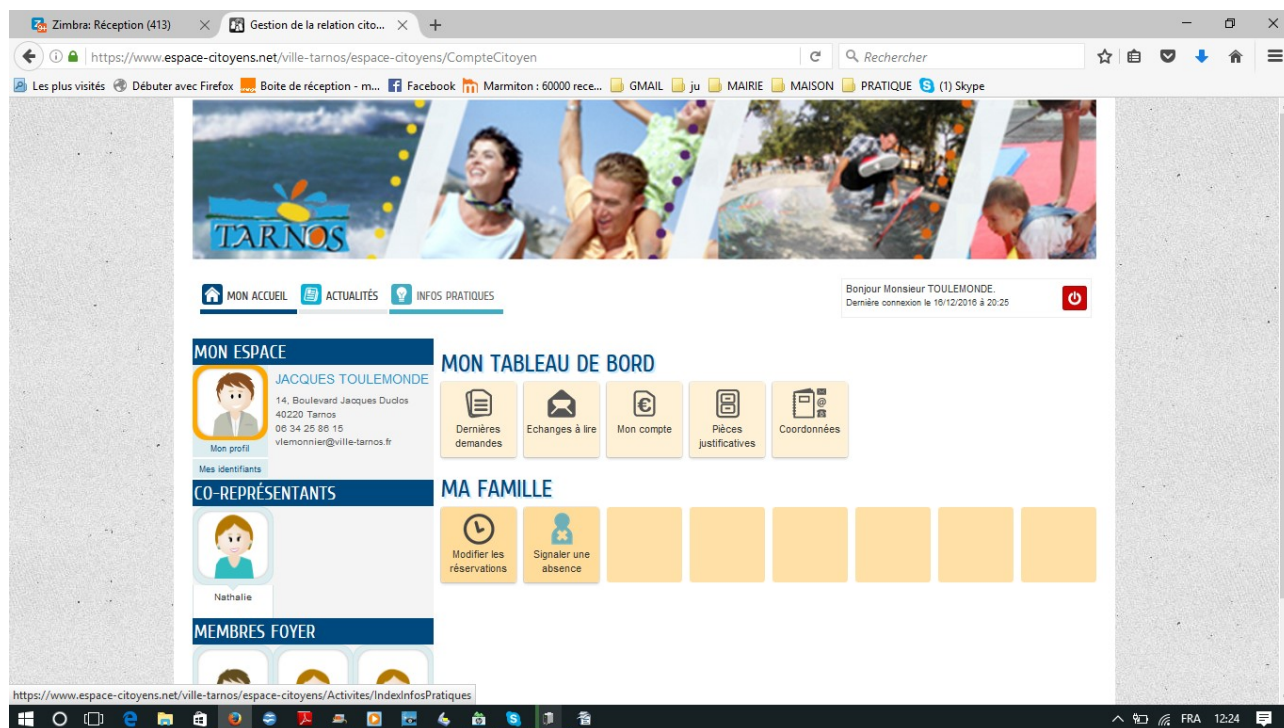 Zimbra: Réception (413)
Gestion de la relation cito...
https://www.espace-citoyens.net/ville-tarnos/espace-citoyens/CompteCitoyen
Rechercher
Les plus visités Débuter avec Firefox Boite de réception - m... Facebook Marmiton : 60000 rece... GMAIL ju MAIRIE MAISON PRATIQUE (1) Skype
TARNOS
MON ACCUEIL ACTUALITÉS INFOS PRATIQUES
Bonjour Monsieur TOULEMONDE.
Dernière connexion le 16/12/2016 à 20:25
MON ESPACE
JACQUES TOULEMONDE
14, Boulevard Jacques Duclos
40220 Tarnos
06 34 25 86 15
vlemonnier@ville-tarnos.fr
Mon profil
Mes identifiants
MON TABLEAU DE BORD
Dernières demandes
Echanges à lire
Mon compte
Pièces justificatives
Coordonnées
CO-REPRÉSENTANTS
Nathalie
MA FAMILLE
Modifier les réservations
Signaler une absence
MEMBRES FOYER
https://www.espace-citoyens.net/ville-tarnos/espace-citoyens/Activites/IndexInfosPratiques
FRA 12:24